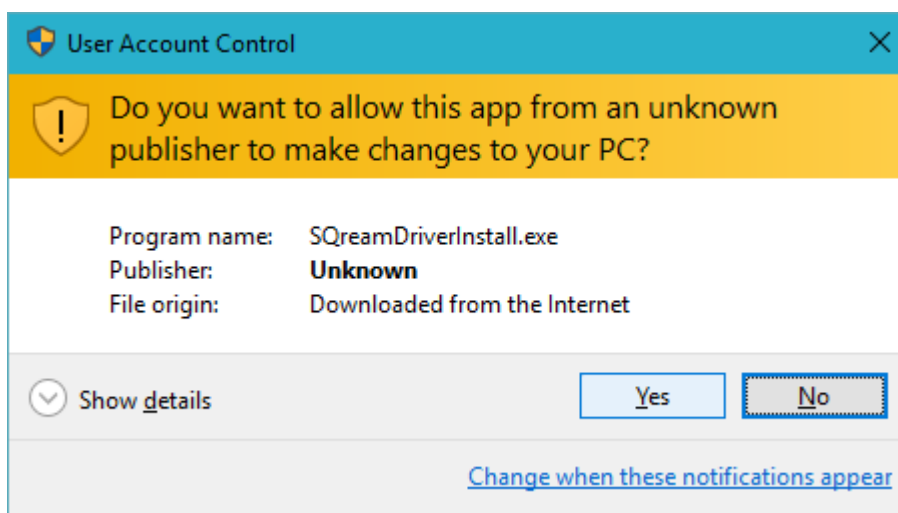 User Account Control
Do you want to allow this app from an unknown
publisher to make changes to your PC?
Program name: SQreamDriverInstall.exe
Publisher: Unknown
File origin: Downloaded from the Internet
Show details
Yes
No
Change when these notifications appear